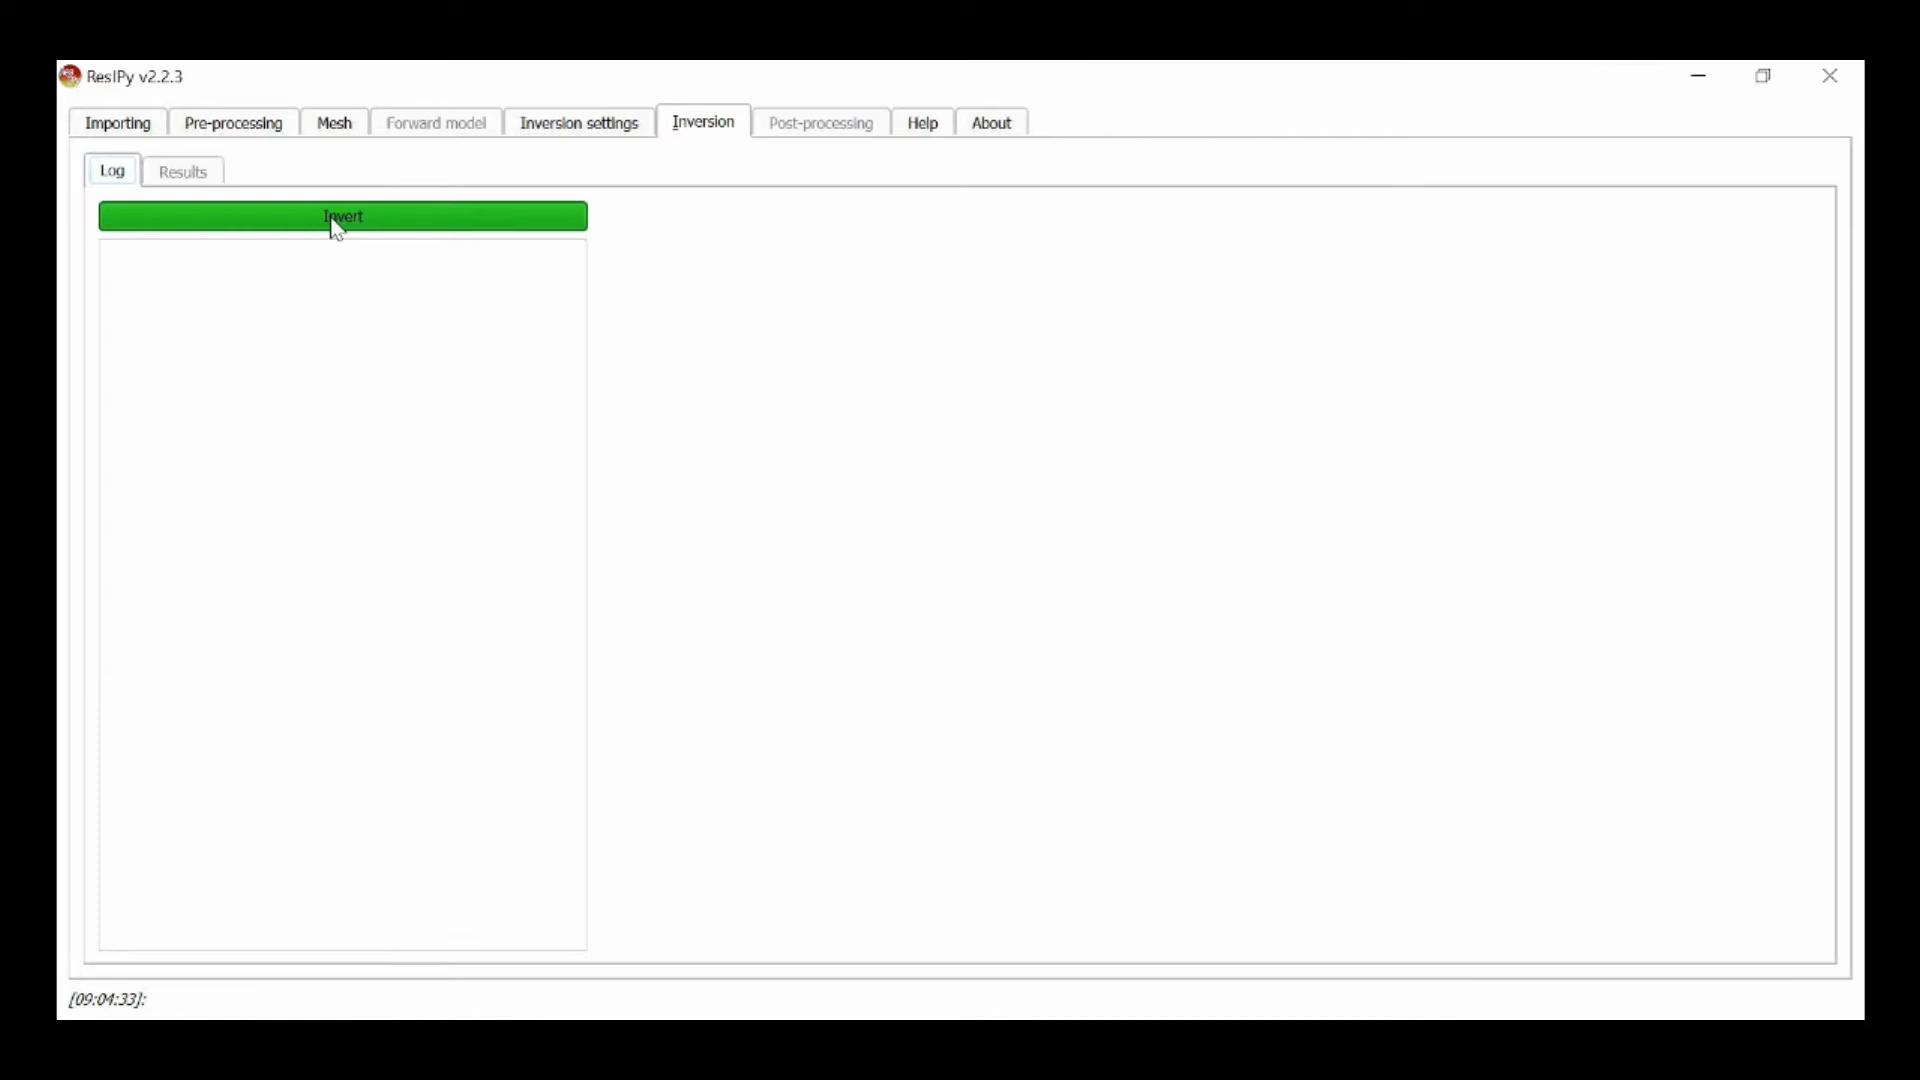 ResIPy v2.2.3
Importing Pre-processing Mesh Forward model Inversion settings Inversion Post-processing Help About
Log Results
Invert
[09:04:33]: